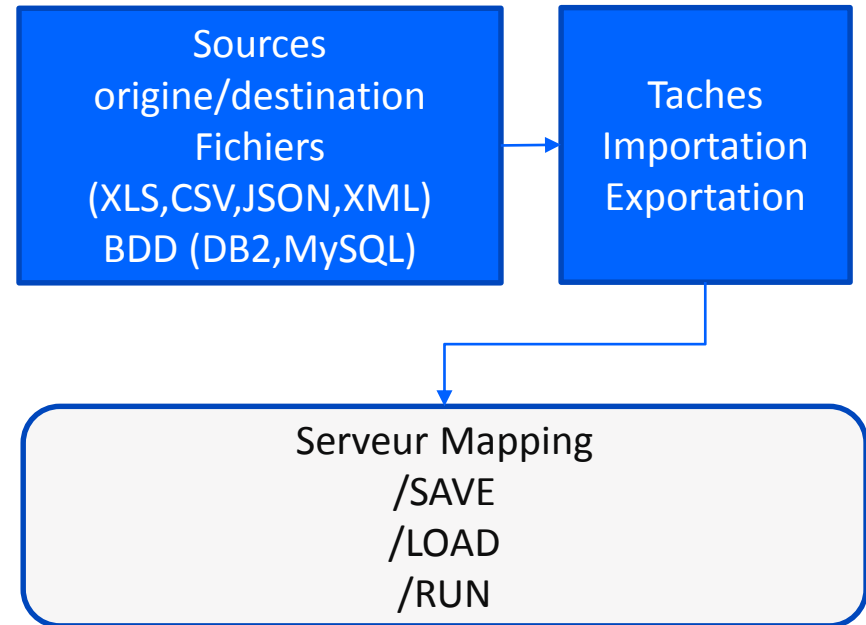 Sources
origine/destination
Fichiers
(XLS,CSV,JSON,XML)
BDD (DB2,MySQL)
Taches
Importation
Exportation
Serveur Mapping
/SAVE
/LOAD
/RUN